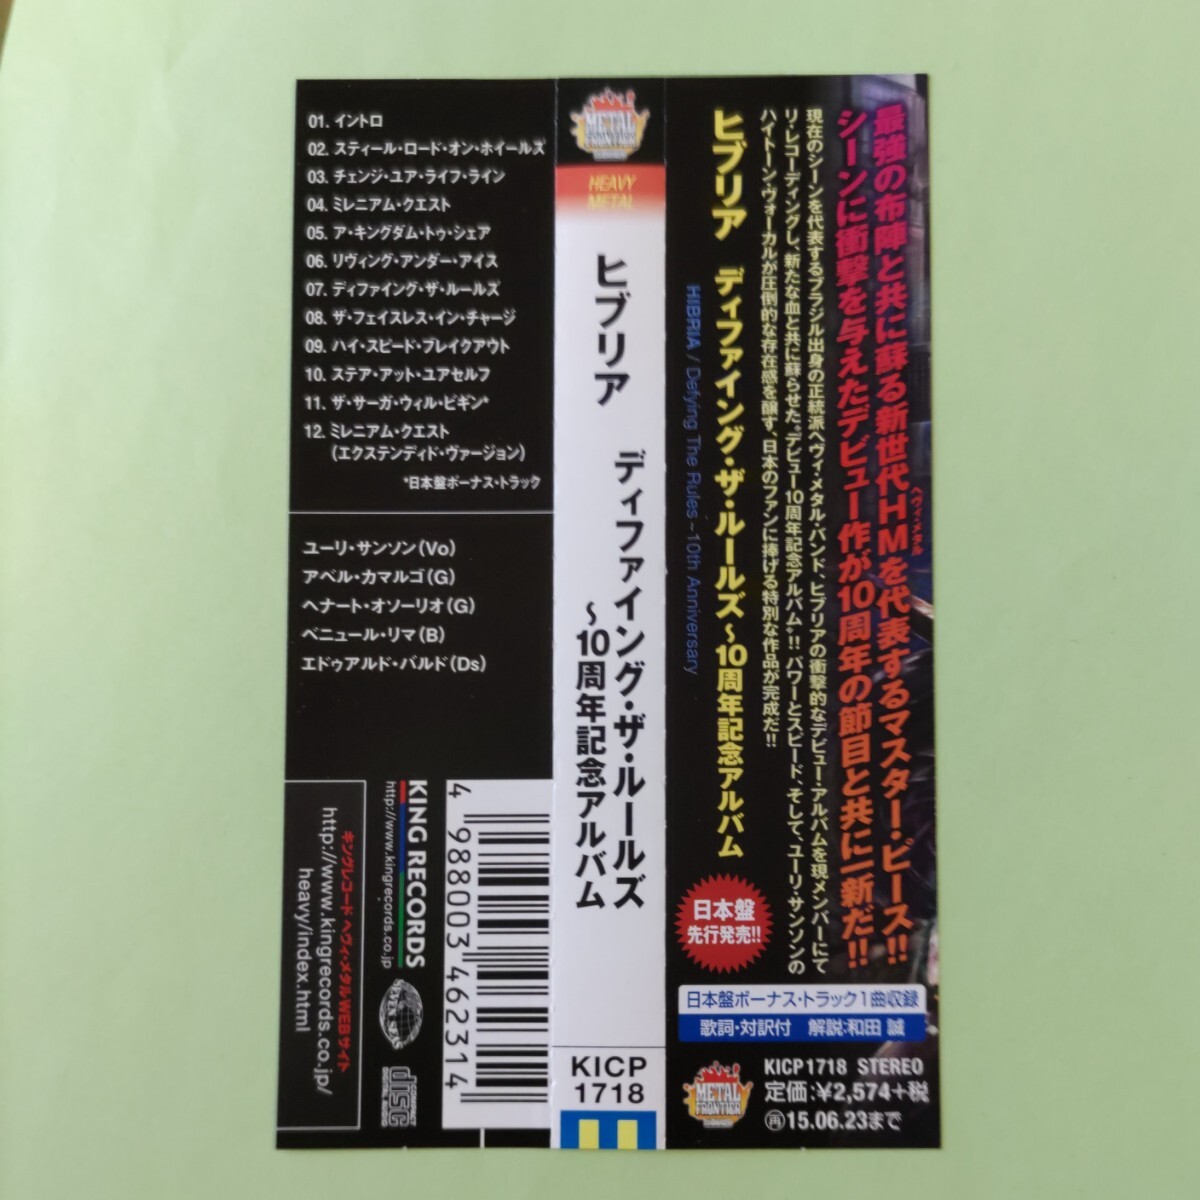 最強の布陣と共に蘇る新世代HMを代表するマスター・ピース!!
ヘヴィ・メタル
シーンに衝撃を与えたデビュー作が10周年の節目と共に一新だ!!
現在のシーンを代表するブラジル出身の正統派ヘヴィ・メタル・バンド、ヒブリアの衝撃的なデビュー・アルバムを現メンバーにて
リ・レコーディングし、新たな血と共に蘇らせた“デビュー10周年記念アルバム”!! パワーとスピード、そして、ユーリ・サンソンの
ハイトーン・ヴォーカルが圧倒的な存在感を醸す、日本のファンに捧げる特別な作品が完成だ!!
ヒブリア ディファイング・ザ・ルールズ~10周年記念アルバム
HIBRIA / Defying The Rules ~ 10th Anniversary
日本盤
先行発売!!
日本盤ボーナス・トラック1曲収録
歌詞・対訳付 解説:和田 誠
METAL
FRONTIER
KICP1718 STEREO
定価:¥2,574+税
再15.06.23まで
METAL
FRONTIER
HEAVY
METAL
ヒブリア
ディファイング・ザ・ルールズ
~10周年記念アルバム
KICP
1718
01. イントロ
02. スティール・ロード・オン・ホイールズ
03. チェンジ・ユア・ライフ・ライン
04. ミレニアム・クエスト
05. ア・キングダム・トゥ・シェア
06. リヴィング・アンダー・アイス
07. ディファイング・ザ・ルールズ
08. ザ・フェイスレス・イン・チャージ
09. ハイ・スピード・ブレイクアウト
10. ステア・アット・ユアセルフ
11. ザ・サーガ・ウィル・ビギン*
12. ミレニアム・クエスト
(エクステンディド・ヴァージョン)
*日本盤ボーナス・トラック
ユーリ・サンソン(Vo)
アベル・カマルゴ(G)
ヘナート・オソーリオ(G)
ベニュール・リマ(B)
エドゥアルド・バルド(Ds)
4 988003 462314
KING RECORDS
http://www.kingrecords.co.jp
SEVEN SEAS
COMPACT
disc
DIGITAL AUDIO
キングレコード ヘヴィ・メタルWEBサイト
http://www.kingrecords.co.jp/
heavy/index.html